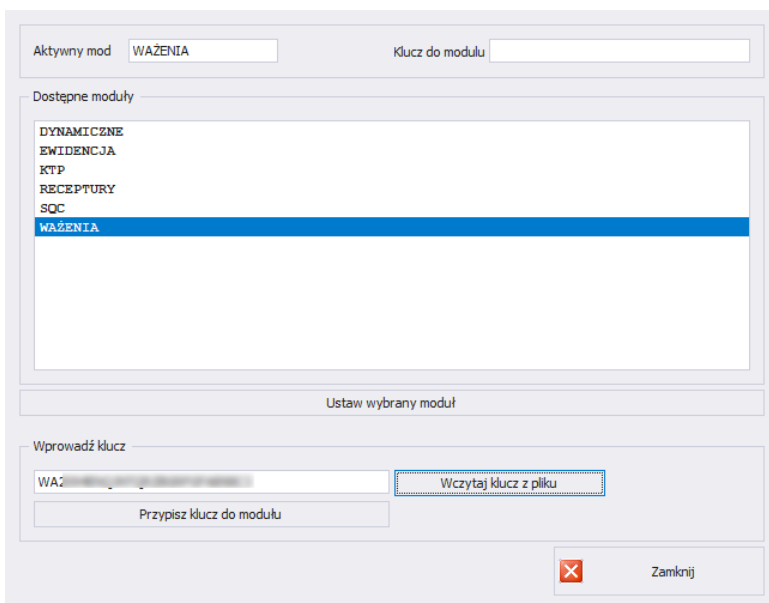 Aktywny mod WAŻENIA Klucz do modulu
Dostępne moduły
DYNAMICZNE
EWIDENCJA
KTP
RECEPTURY
SQC
WAŻENIA
Ustaw wybrany moduł
Wprowadź klucz
Wczytaj klucz z pliku
Przypisz klucz do modułu
Zamknij